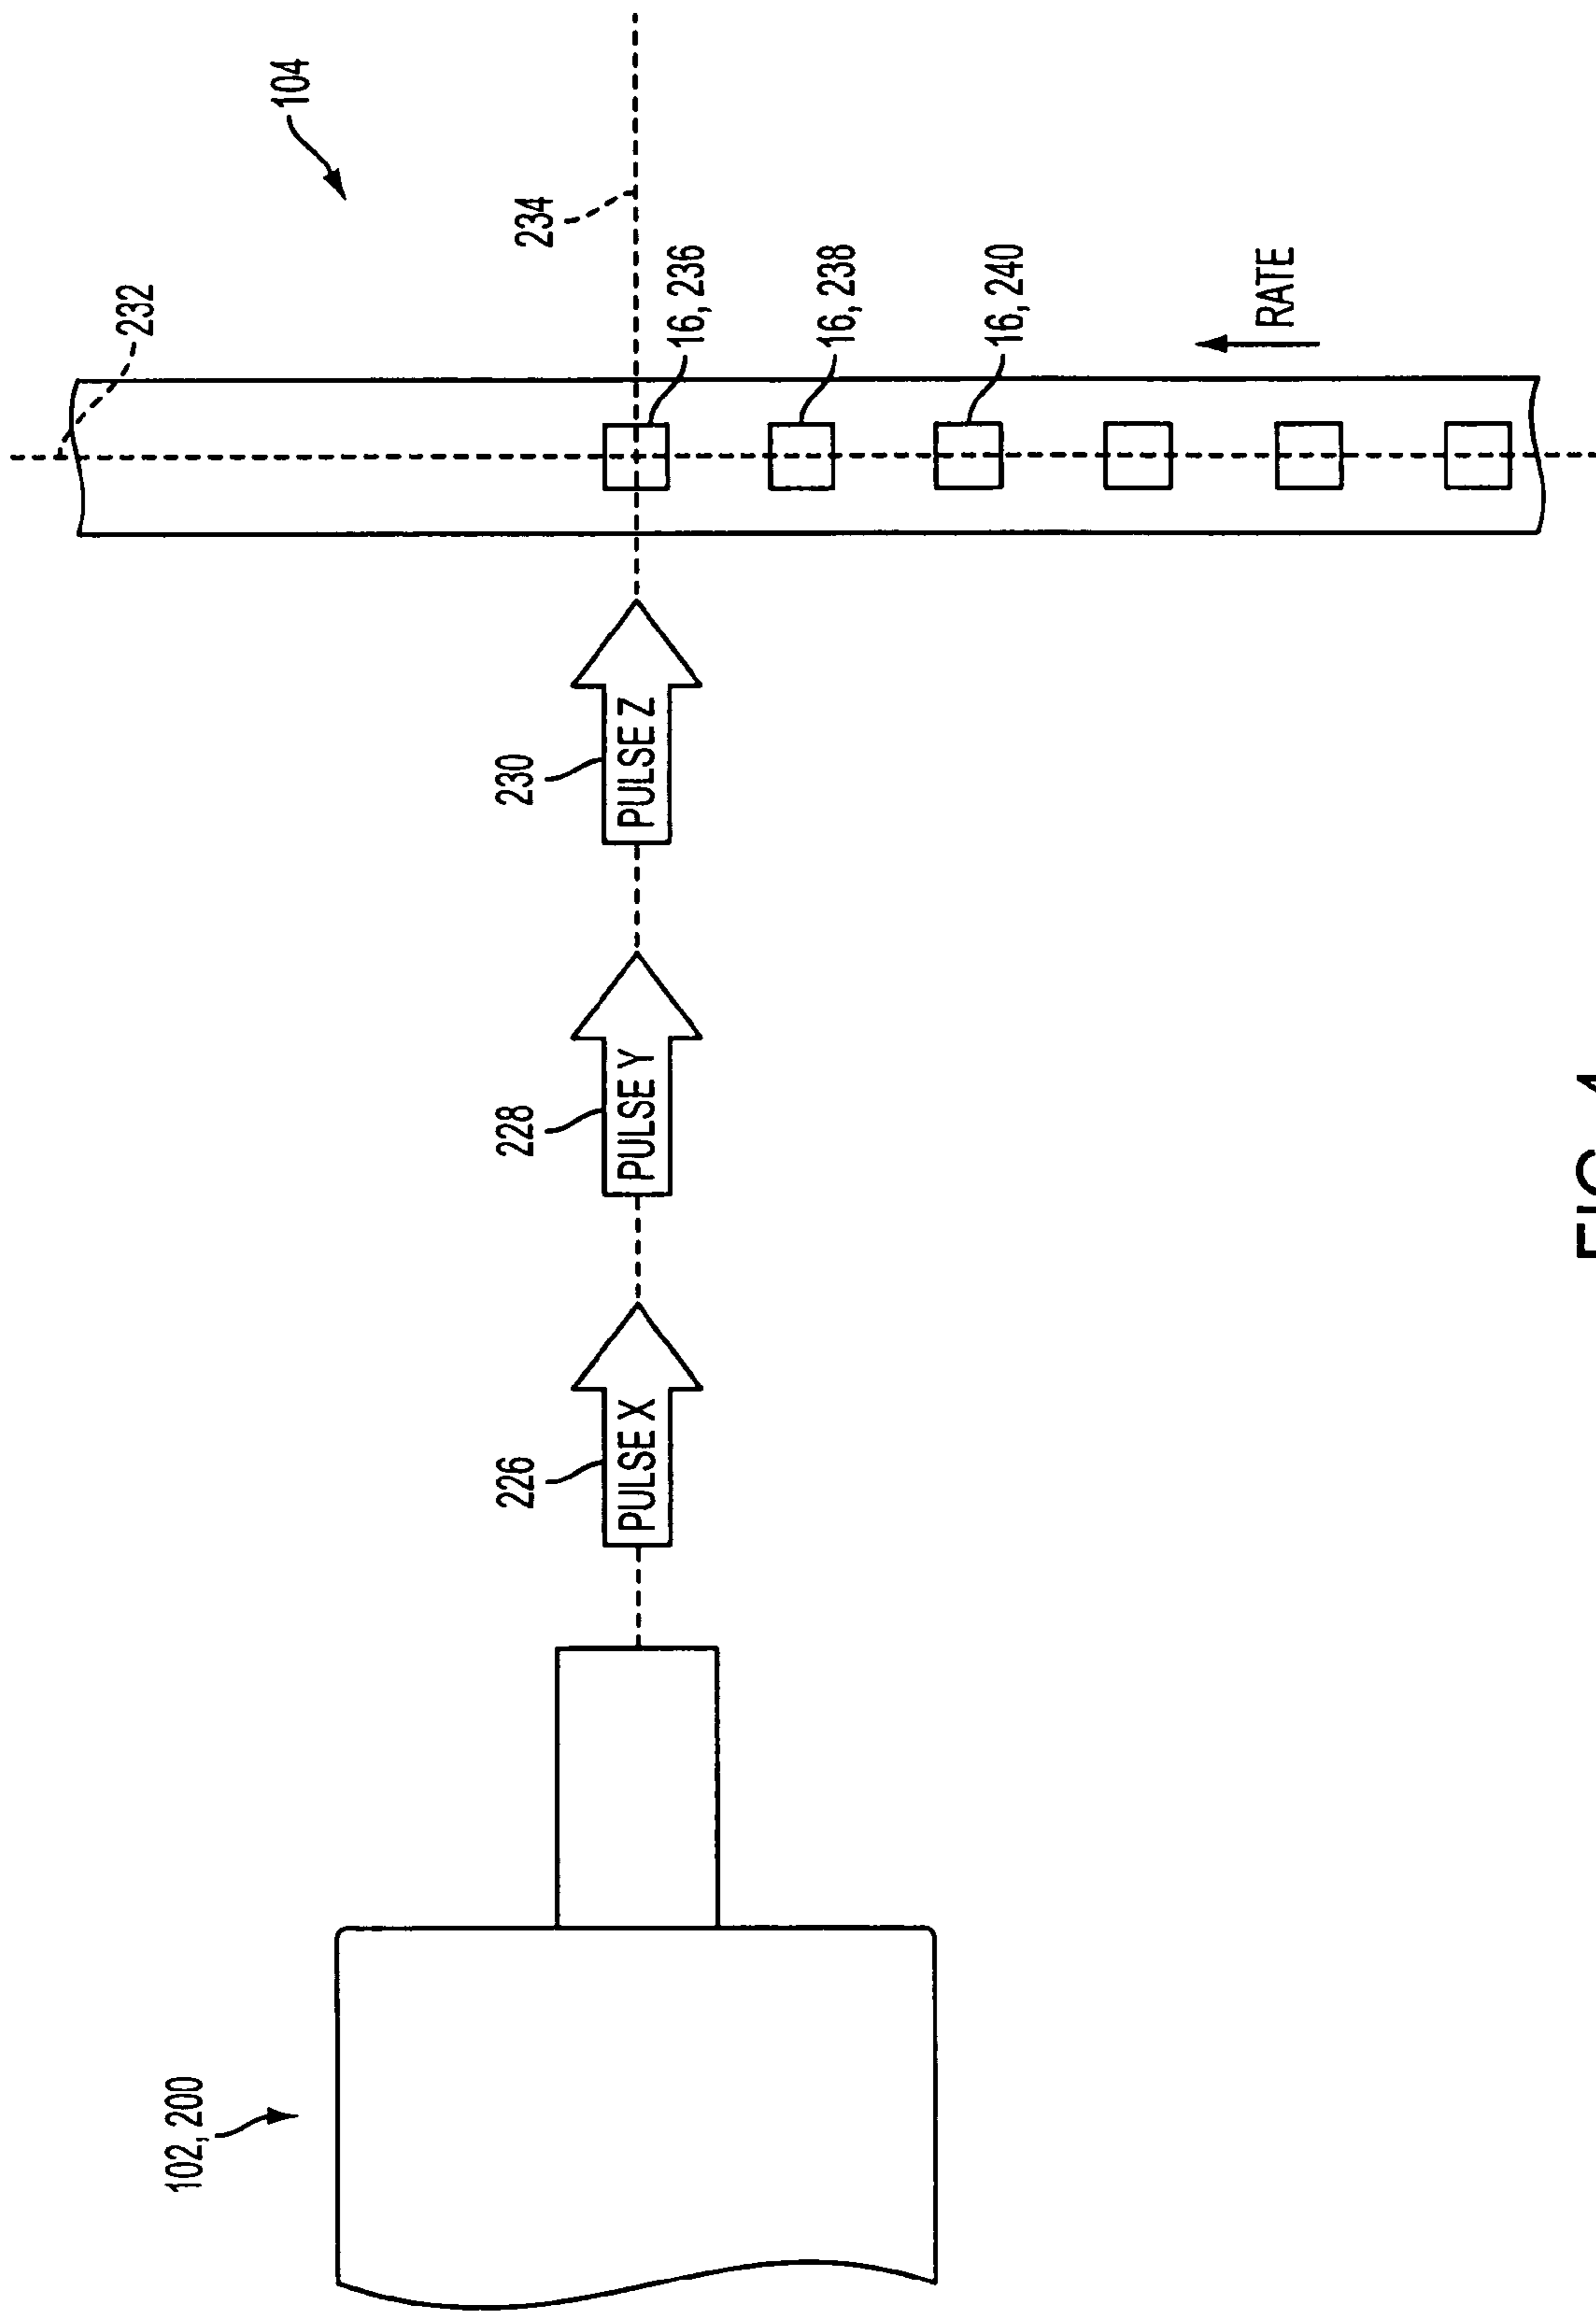 104
232
234
16, 236
16, 238
16, 240
RATE
230
PULSE Z
228
PULSE Y
226
PULSE X
102, 200